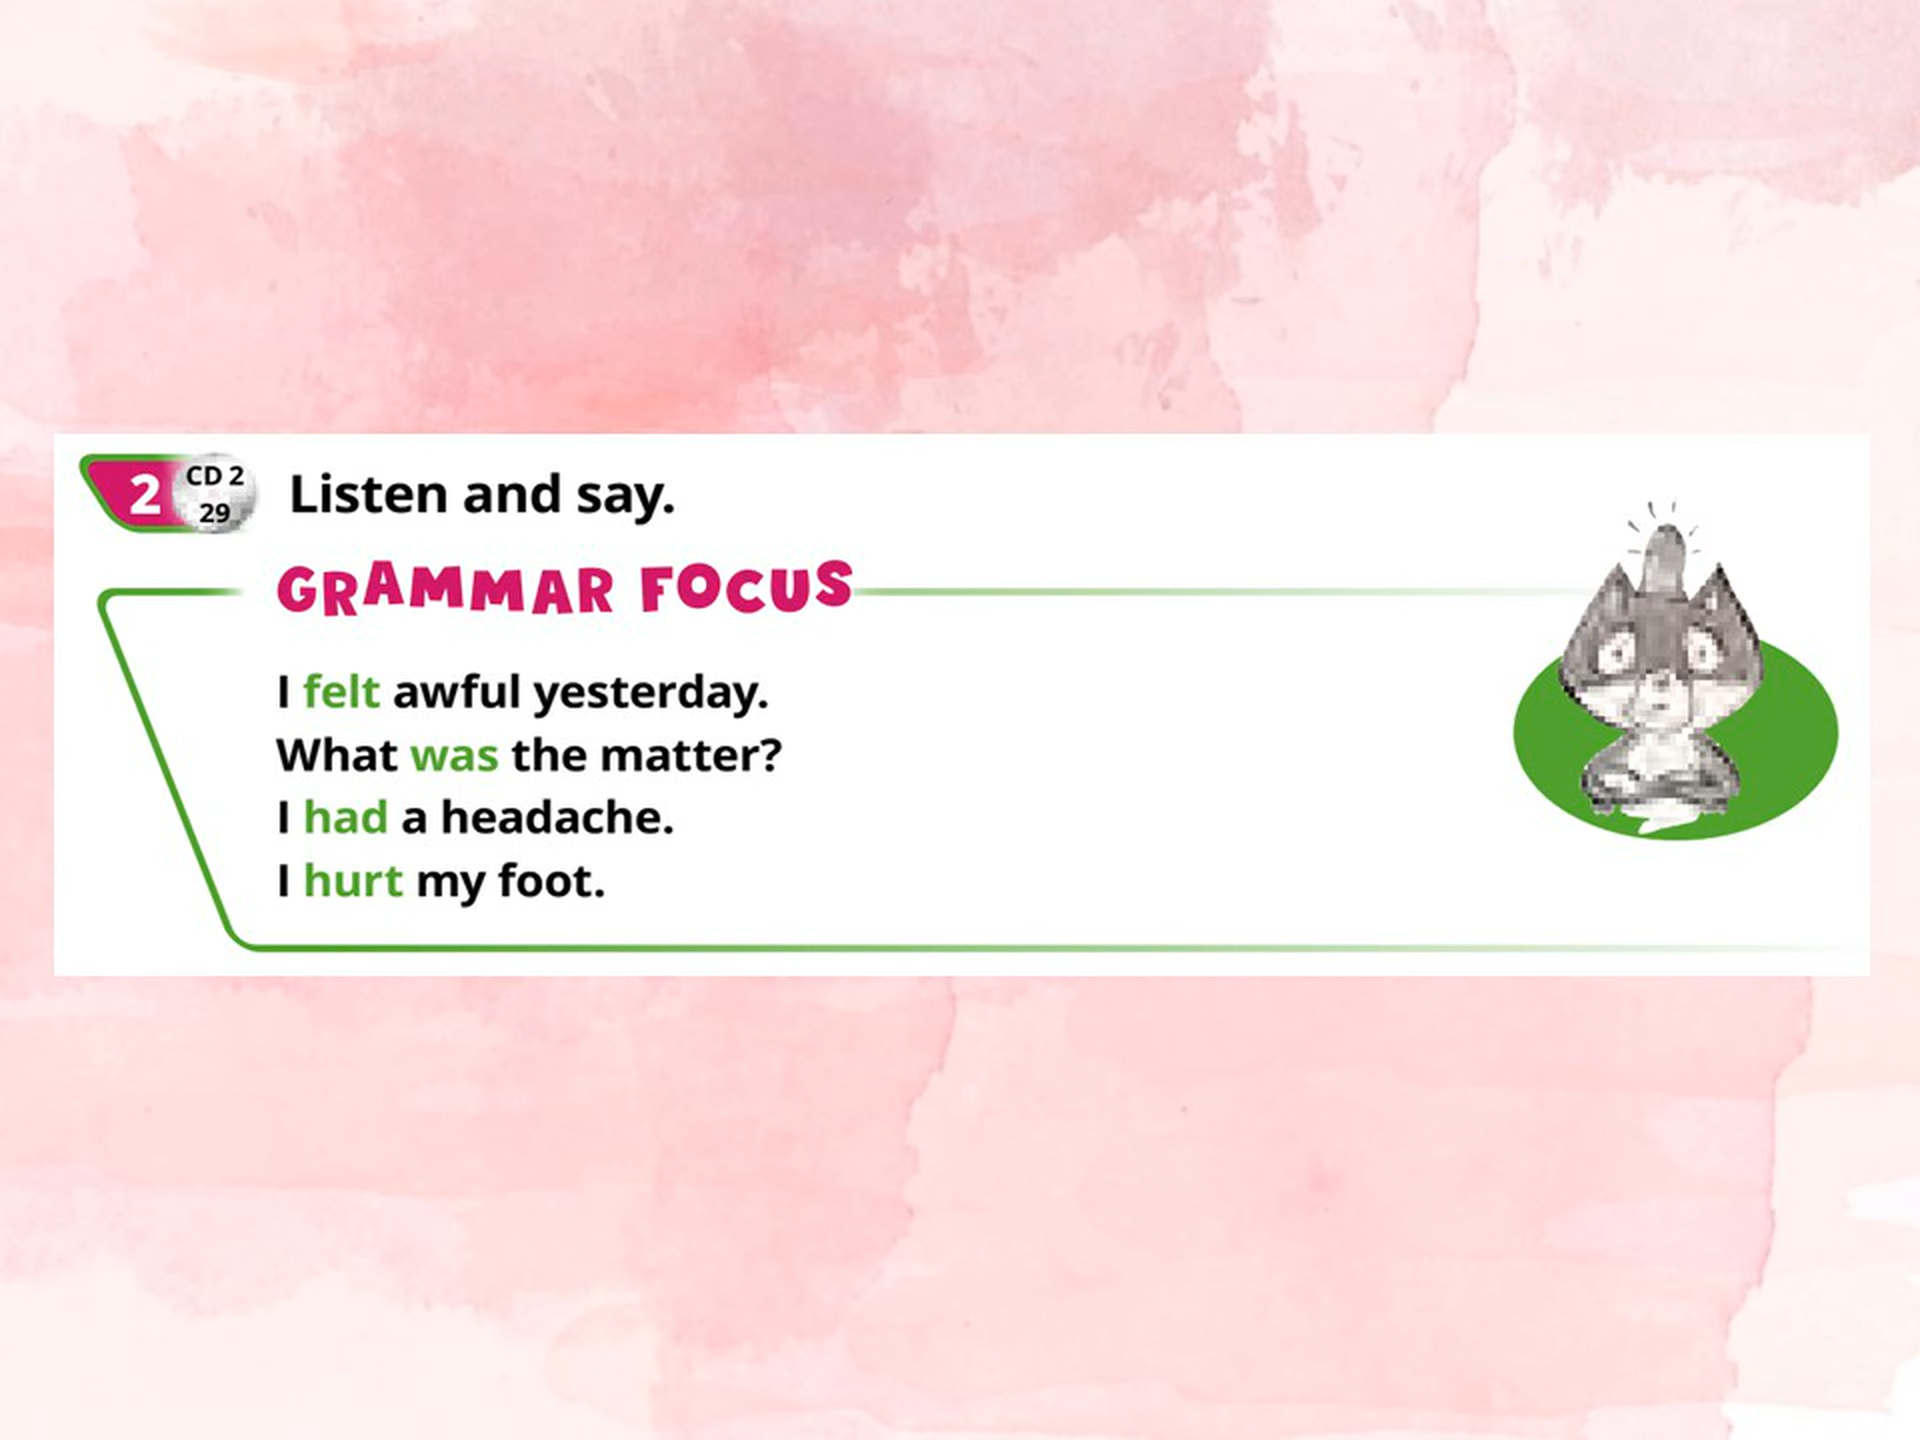 2 CD 2 29 Listen and say.
GRAMMAR FOCUS
I felt awful yesterday.
What was the matter?
I had a headache.
I hurt my foot.